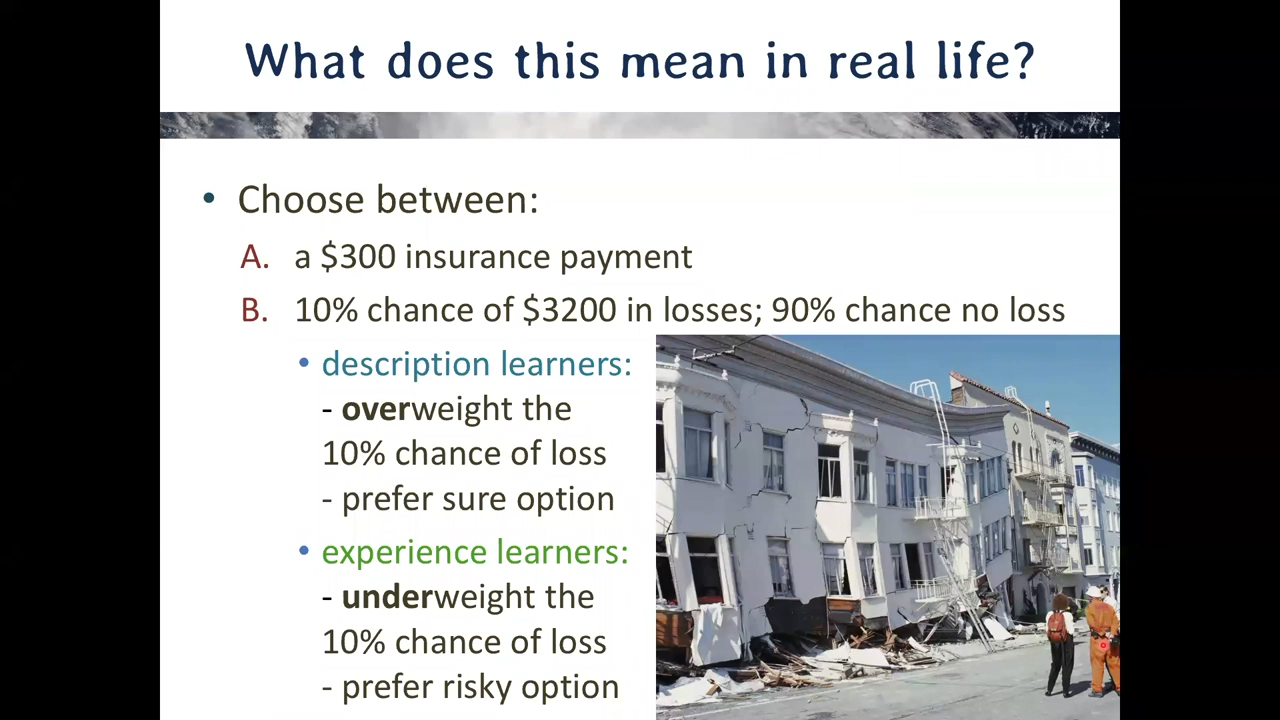 What does this mean in real life?
• Choose between:
A. a $300 insurance payment
B. 10% chance of $3200 in losses; 90% chance no loss
• description learners:
- overweight the
10% chance of loss
- prefer sure option
• experience learners:
- underweight the
10% chance of loss
- prefer risky option